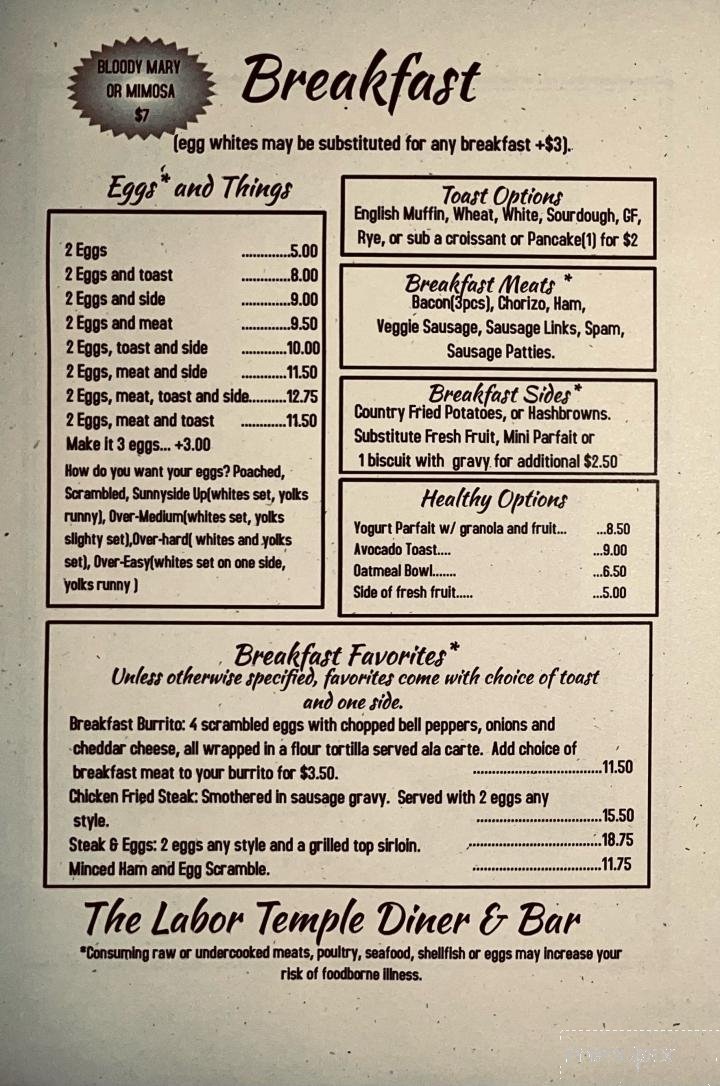 BLOODY MARY
OR MIMOSA
$7
Breakfast
(egg whites may be substituted for any breakfast +$3).
Eggs* and Things
2 Eggs .............5.00
2 Eggs and toast .............8.00
2 Eggs and side .............9.00
2 Eggs and meat .............9.50
2 Eggs, toast and side ............10.00
2 Eggs, meat and side ............11.50
2 Eggs, meat, toast and side..........12.75
2 Eggs, meat and toast ............11.50
Make it 3 eggs... +3.00
How do you want your eggs? Poached,
Scrambled, Sunnyside Up(whites set, yolks
runny), Over-Medium(whites set, yolks
slighty set),Over-hard( whites and yolks
set), Over-Easy(whites set on one side,
yolks runny )
Toast Options
English Muffin, Wheat, White, Sourdough, GF,
Rye, or sub a croissant or Pancake(1) for $2
Breakfast Meats *
Bacon(3pcs), Chorizo, Ham,
Veggie Sausage, Sausage Links, Spam,
Sausage Patties.
Breakfast Sides*
Country Fried Potatoes, or Hashbrowns.
Substitute Fresh Fruit, Mini Parfait or
1 biscuit with gravy for additional $2.50
Healthy Options
Yogurt Parfait w/ granola and fruit... ...8.50
Avocado Toast.... ...9.00
Oatmeal Bowl....... ...6.50
Side of fresh fruit..... ...5.00
Breakfast Favorites*
Unless otherwise specified, favorites come with choice of toast
and one side.
Breakfast Burrito: 4 scrambled eggs with chopped bell peppers, onions and
cheddar cheese, all wrapped in a flour tortilla served ala carte. Add choice of
breakfast meat to your burrito for $3.50. ..................................11.50
Chicken Fried Steak: Smothered in sausage gravy. Served with 2 eggs any
style. .................................15.50
Steak & Eggs: 2 eggs any style and a grilled top sirloin. ...................................18.75
Minced Ham and Egg Scramble. ..................................11.75
The Labor Temple Diner & Bar
*Consuming raw or undercooked meats, poultry, seafood, shellfish or eggs may increase your
risk of foodborne illness.